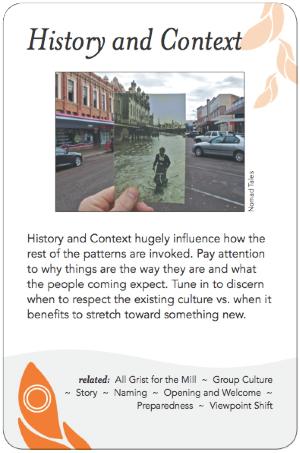 History and Context
Nomad Tales
History and Context hugely influence how the
rest of the patterns are invoked. Pay attention
to why things are the way they are and what
the people coming expect. Tune in to discern
when to respect the existing culture vs. when it
benefits to stretch toward something new.
related: All Grist for the Mill ~ Group Culture
~ Story ~ Naming ~ Opening and Welcome ~
Preparedness ~ Viewpoint Shift